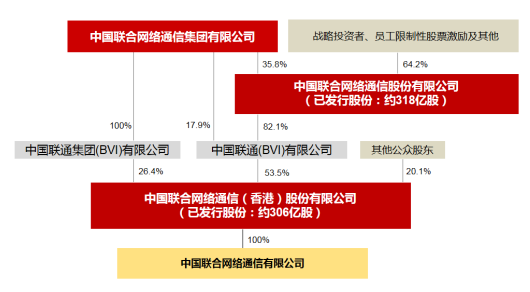 中国联合网络通信集团有限公司
战略投资者、员工限制性股票激励及其他
35.8%
64.2%
中国联合网络通信股份有限公司
（已发行股份：约318亿股）
100%
17.9%
82.1%
中国联通集团(BVI)有限公司
中国联通(BVI)有限公司
其他公众股东
26.4%
53.5%
20.1%
中国联合网络通信（香港）股份有限公司
（已发行股份：约306亿股）
100%
中国联合网络通信有限公司